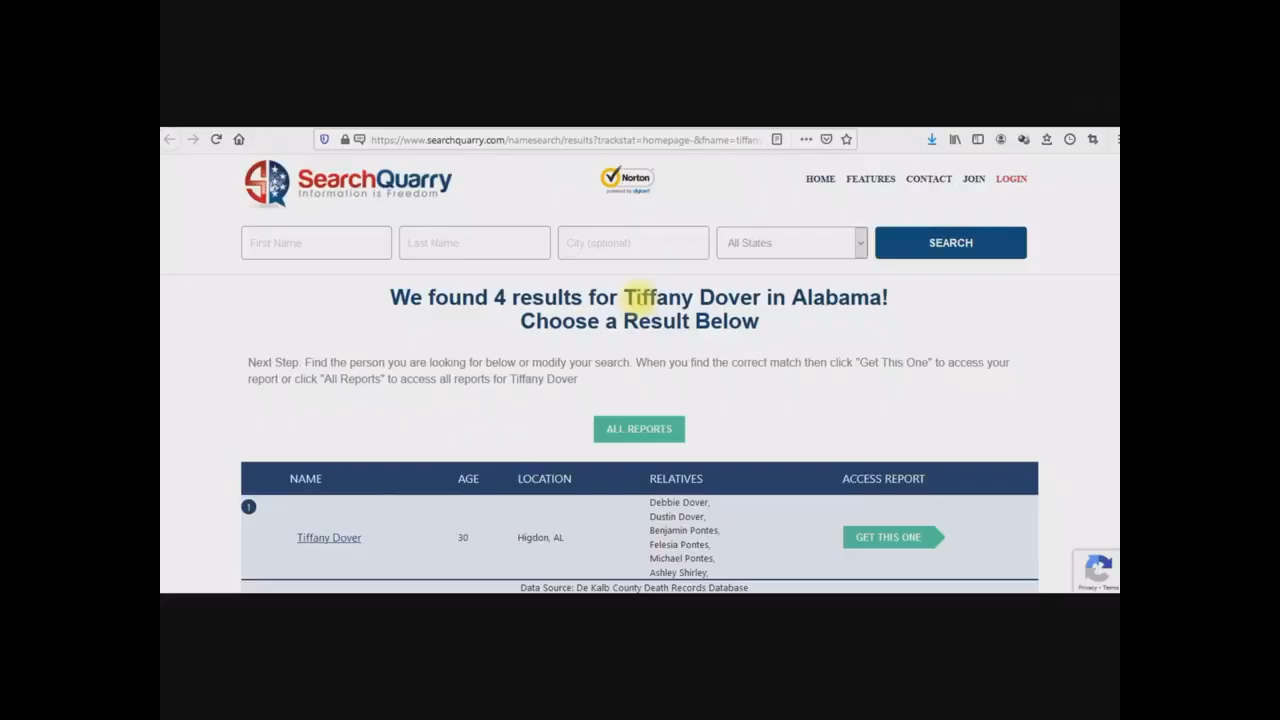 https://www.searchquarry.com/namesearch/results?trackstat=homepage-&fname=tiffany
SearchQuarry
Information is Freedom
Norton
powered by digicert
HOME FEATURES CONTACT JOIN LOGIN
First Name Last Name City (optional) All States SEARCH
We found 4 results for Tiffany Dover in Alabama!
Choose a Result Below
Next Step: Find the person you are looking for below or modify your search. When you find the correct match then click "Get This One" to access your
report or click "All Reports" to access all reports for Tiffany Dover
ALL REPORTS
NAME AGE LOCATION RELATIVES ACCESS REPORT
1
Debbie Dover,
Dustin Dover,
Benjamin Pontes,
Tiffany Dover 30 Higdon, AL GET THIS ONE
Felesia Pontes,
Michael Pontes,
Ashley Shirley,
Data Source: De Kalb County Death Records Database
Privacy - Terms